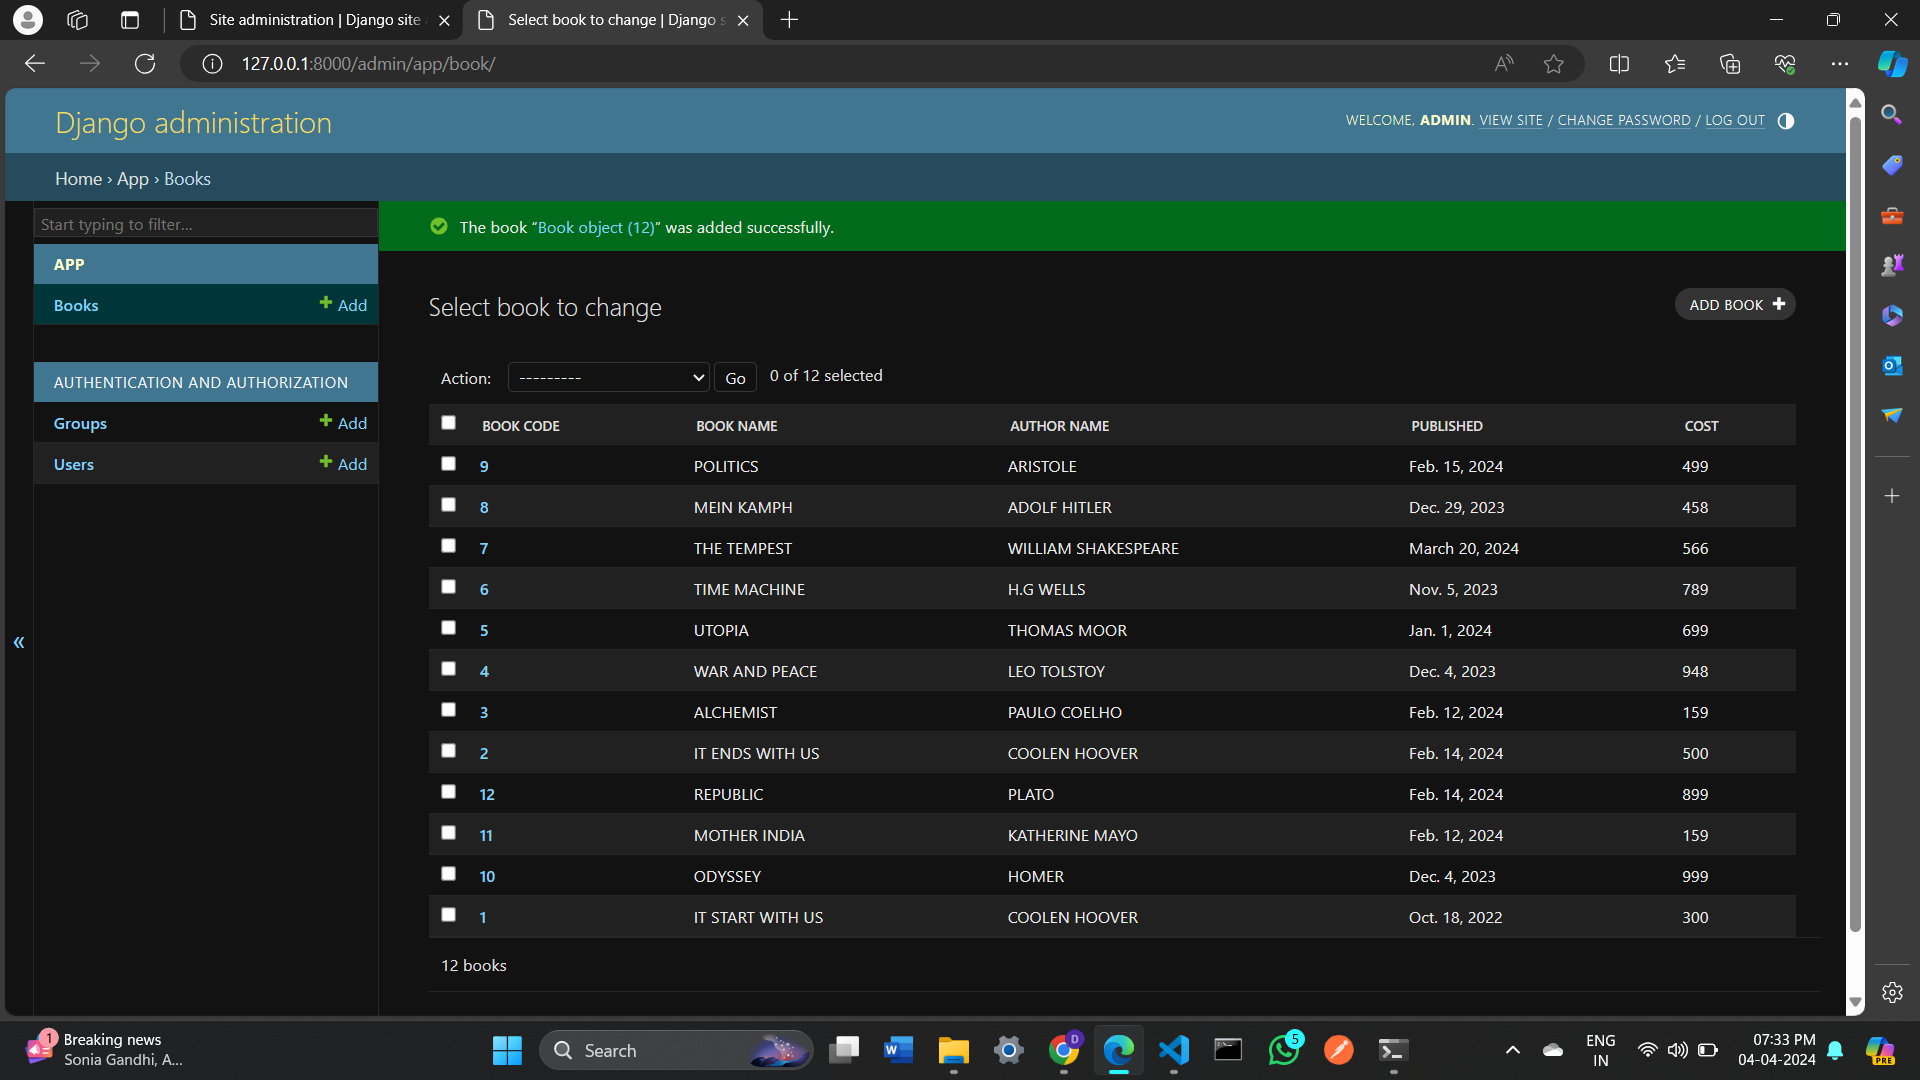 Site administration | Django site
Select book to change | Django s
127.0.0.1:8000/admin/app/book/
Django administration
WELCOME, ADMIN. VIEW SITE / CHANGE PASSWORD / LOG OUT
Home › App › Books
Start typing to filter...
The book “Book object (12)” was added successfully.
APP
Books Add
AUTHENTICATION AND AUTHORIZATION
Groups Add
Users Add
«
Select book to change
ADD BOOK
Action: --------- Go 0 of 12 selected
BOOK CODE BOOK NAME AUTHOR NAME PUBLISHED COST
9 POLITICS ARISTOLE Feb. 15, 2024 499
8 MEIN KAMPH ADOLF HITLER Dec. 29, 2023 458
7 THE TEMPEST WILLIAM SHAKESPEARE March 20, 2024 566
6 TIME MACHINE H.G WELLS Nov. 5, 2023 789
5 UTOPIA THOMAS MOOR Jan. 1, 2024 699
4 WAR AND PEACE LEO TOLSTOY Dec. 4, 2023 948
3 ALCHEMIST PAULO COELHO Feb. 12, 2024 159
2 IT ENDS WITH US COOLEN HOOVER Feb. 14, 2024 500
12 REPUBLIC PLATO Feb. 14, 2024 899
11 MOTHER INDIA KATHERINE MAYO Feb. 12, 2024 159
10 ODYSSEY HOMER Dec. 4, 2023 999
1 IT START WITH US COOLEN HOOVER Oct. 18, 2022 300
12 books
1
Breaking news
Sonia Gandhi, A...
Search
D
5
ENG
IN
07:33 PM
04-04-2024
PRE